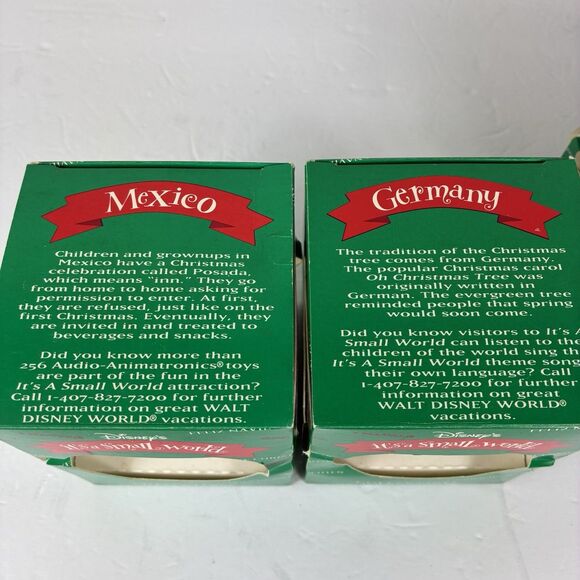 Mexico
Children and grownups in
Mexico have a Christmas
celebration called Posada,
which means "inn." They go
from home to home asking for
permission to enter. At first,
they are refused, just like on the
first Christmas. Eventually, they
are invited in and treated to
beverages and snacks.
Did you know more than
256 Audio-Animatronics® toys
are part of the fun in the
It's A Small World attraction?
Call 1-407-827-7200 for further
information on great WALT
DISNEY WORLD® vacations.
Disney's
It's a small world
Germany
The tradition of the Christmas
tree comes from Germany.
The popular Christmas carol
Oh Christmas Tree was
originally written in
German. The evergreen tree
reminded people that spring
would soon come.
Did you know visitors to It's A
Small World can listen to the
children of the world sing the
It's A Small World theme song
their own language? Call
1-407-827-7200 for further
information on great
WALT DISNEY WORLD®
vacations.
Disney's
It's a small world